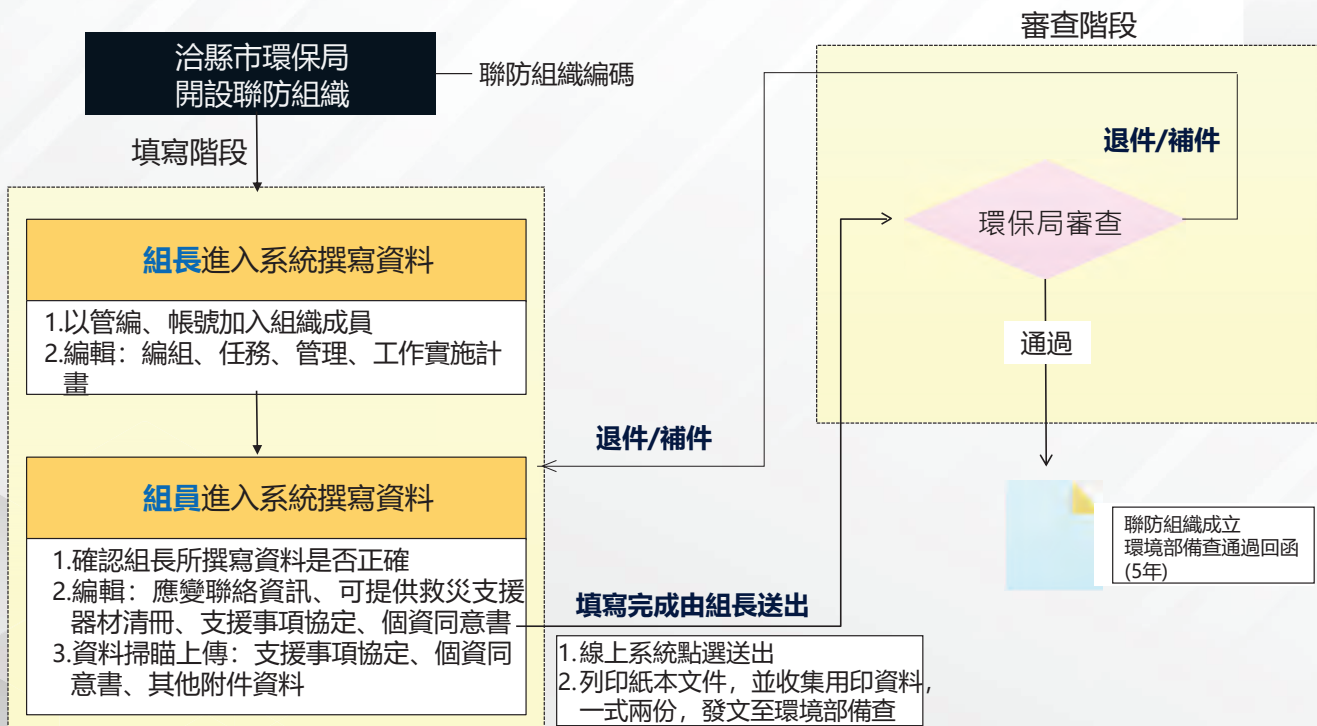 洽縣市環保局
開設聯防組織
聯防組織編碼
填寫階段
組長進入系統撰寫資料
1.以管編、帳號加入組織成員
2.編輯：編組、任務、管理、工作實施計
畫
組員進入系統撰寫資料
1.確認組長所撰寫資料是否正確
2.編輯：應變聯絡資訊、可提供救災支援
器材清冊、支援事項協定、個資同意書
3.資料掃瞄上傳：支援事項協定、個資同
意書、其他附件資料
退件/補件
填寫完成由組長送出
1.線上系統點選送出
2.列印紙本文件，並收集用印資料，
一式兩份，發文至環境部備查
審查階段
退件/補件
環保局審查
通過
聯防組織成立
環境部備查通過回函
(5年)